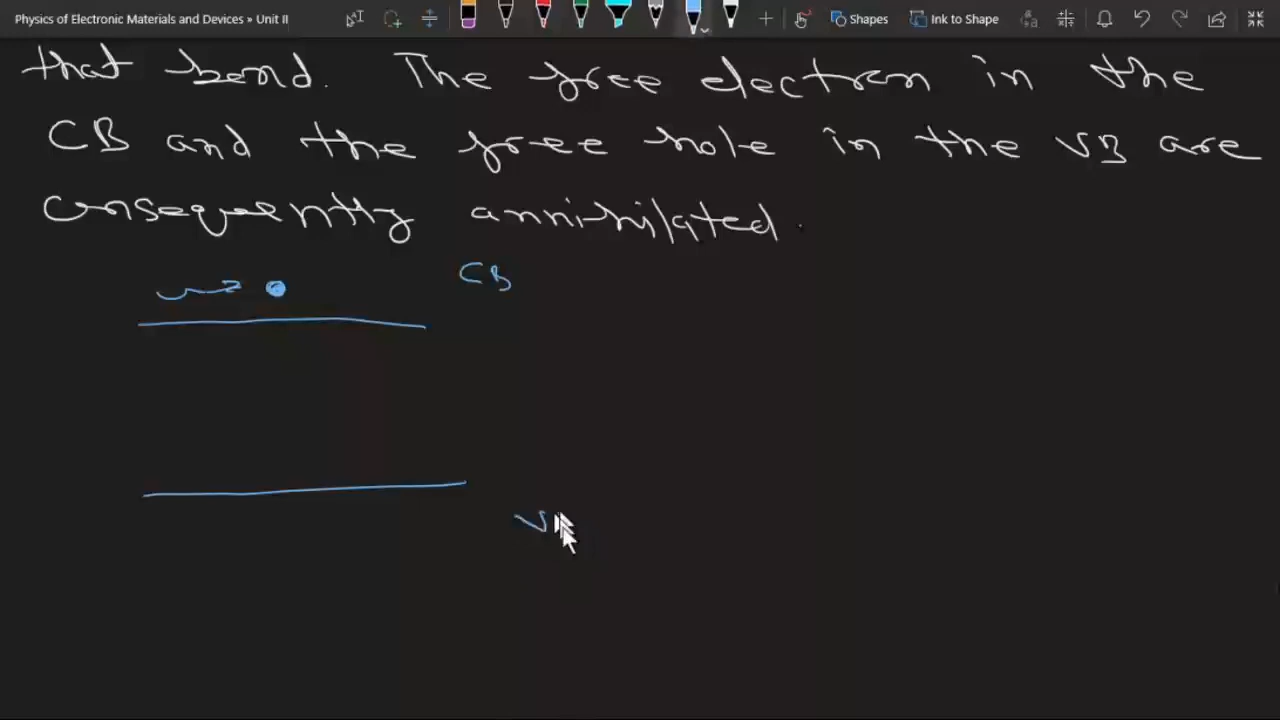 Physics of Electronic Materials and Devices » Unit II
Shapes
Ink to Shape
that bond. The free electron in the
CB and the free hole in the VB are
consequently annihilated.
CB
V